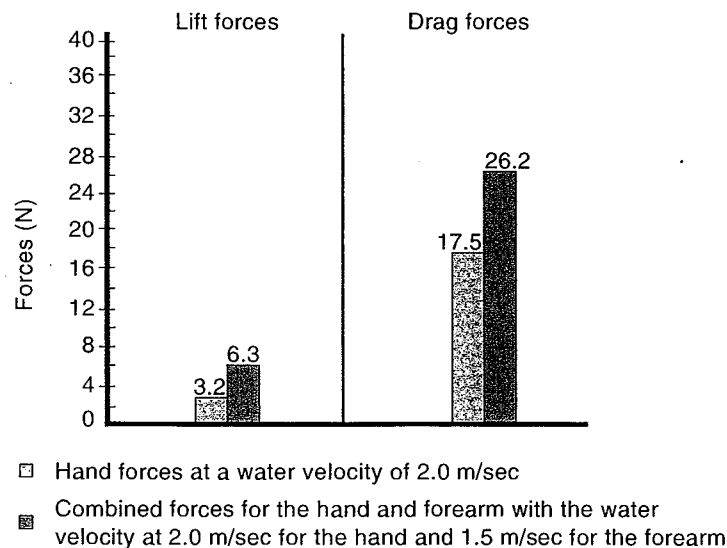 Lift forces
Drag forces
40
36
32
28
24
20
16
12
8
4
0
Forces (N)
3.2
6.3
17.5
26.2
Hand forces at a water velocity of 2.0 m/sec
Combined forces for the hand and forearm with the water
velocity at 2.0 m/sec for the hand and 1.5 m/sec for the forearm